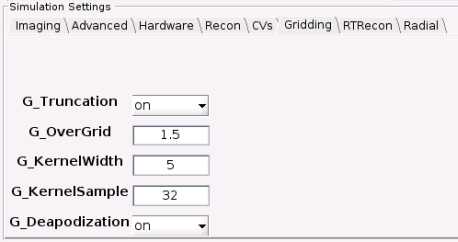 Simulation Settings
Imaging \ Advanced \ Hardware \ Recon \ CVs \ Gridding \ RTRecon \ Radial \
G_Truncation on
G_OverGrid 1.5
G_KernelWidth 5
G_KernelSample 32
G_Deapodization on